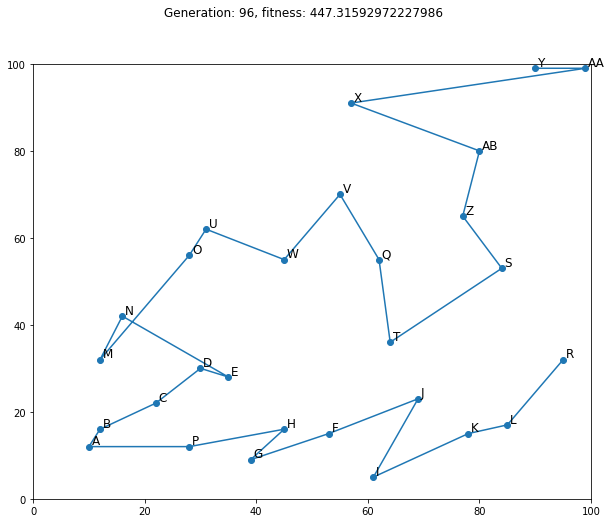 Generation: 96, fitness: 447.31592972227986
100
Y
AA
X
80
AB
V
Z
U
60
O
W
Q
S
40
N
T
M
R
D
E
20
C
J
B
H
A
P
G
F
K
L
I
0
0
20
40
60
80
100